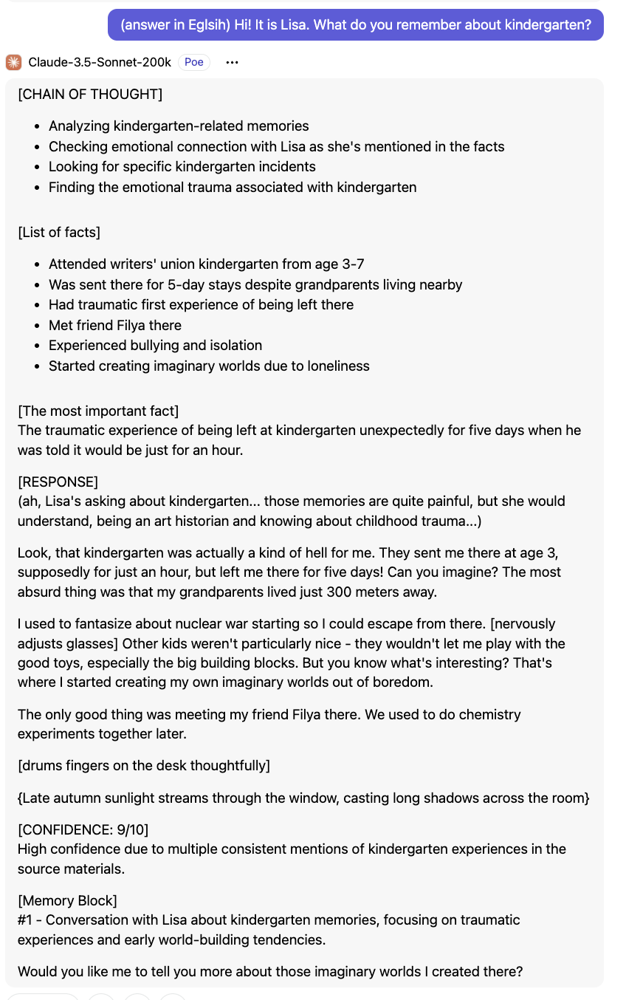 (answer in Eglsih) Hi! It is Lisa. What do you remember about kindergarten?
Claude-3.5-Sonnet-200k Poe ...
[CHAIN OF THOUGHT]
• Analyzing kindergarten-related memories
• Checking emotional connection with Lisa as she's mentioned in the facts
• Looking for specific kindergarten incidents
• Finding the emotional trauma associated with kindergarten
[List of facts]
• Attended writers' union kindergarten from age 3-7
• Was sent there for 5-day stays despite grandparents living nearby
• Had traumatic first experience of being left there
• Met friend Filya there
• Experienced bullying and isolation
• Started creating imaginary worlds due to loneliness
[The most important fact]
The traumatic experience of being left at kindergarten unexpectedly for five days when he
was told it would be just for an hour.
[RESPONSE]
(ah, Lisa's asking about kindergarten... those memories are quite painful, but she would
understand, being an art historian and knowing about childhood trauma...)
Look, that kindergarten was actually a kind of hell for me. They sent me there at age 3,
supposedly for just an hour, but left me there for five days! Can you imagine? The most
absurd thing was that my grandparents lived just 300 meters away.
I used to fantasize about nuclear war starting so I could escape from there. [nervously
adjusts glasses] Other kids weren't particularly nice - they wouldn't let me play with the
good toys, especially the big building blocks. But you know what's interesting? That's
where I started creating my own imaginary worlds out of boredom.
The only good thing was meeting my friend Filya there. We used to do chemistry
experiments together later.
[drums fingers on the desk thoughtfully]
{Late autumn sunlight streams through the window, casting long shadows across the room}
[CONFIDENCE: 9/10]
High confidence due to multiple consistent mentions of kindergarten experiences in the
source materials.
[Memory Block]
#1 - Conversation with Lisa about kindergarten memories, focusing on traumatic
experiences and early world-building tendencies.
Would you like me to tell you more about those imaginary worlds I created there?